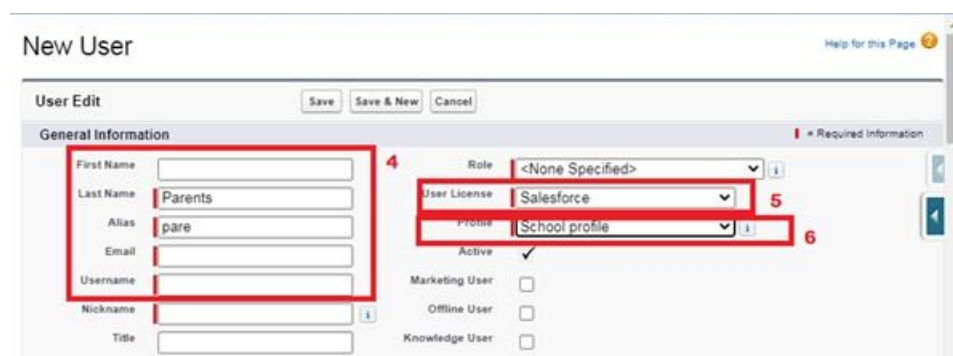 New User
Help for this Page
User Edit Save Save & New Cancel
General Information = Required Information
First Name 4 Role <None Specified> i
Last Name Parents User License Salesforce 5
Alias pare Profile School profile i 6
Email Active
Username Marketing User
Nickname i Offline User
Title Knowledge User